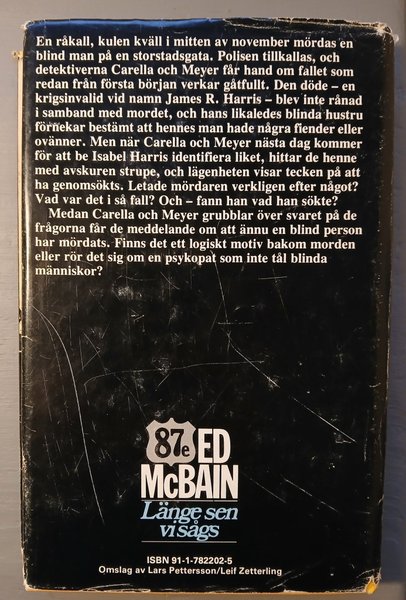 En råkall, kulen kväll i mitten av november mördas en
blind man på en storstadsgata. Polisen tillkallas, och
detektiverna Carella och Meyer får hand om fallet som
redan från första början verkar gåtfullt. Den döde – en
krigsinvalid vid namn James R. Harris – blev inte rånad
i samband med mordet, och hans likaledes blinda hustru
förnekar bestämt att hennes man hade några fiender eller
ovänner. Men när Carella och Meyer nästa dag kommer
för att be Isabel Harris identifiera liket, hittar de henne
med avskuren strupe, och lägenheten visar tecken på att
ha genomsökts. Letade mördaren verkligen efter något?
Vad var det i så fall? Och – fann han vad han sökte?
Medan Carella och Meyer grubblar över svaret på de
frågorna får de meddelande om att ännu en blind person
har mördats. Finns det ett logiskt motiv bakom morden
eller rör det sig om en psykopat som inte tål blinda
människor?
87e ED
McBAIN
Länge sen
vi sågs
ISBN 91-1-782202-5
Omslag av Lars Pettersson/Leif Zetterling